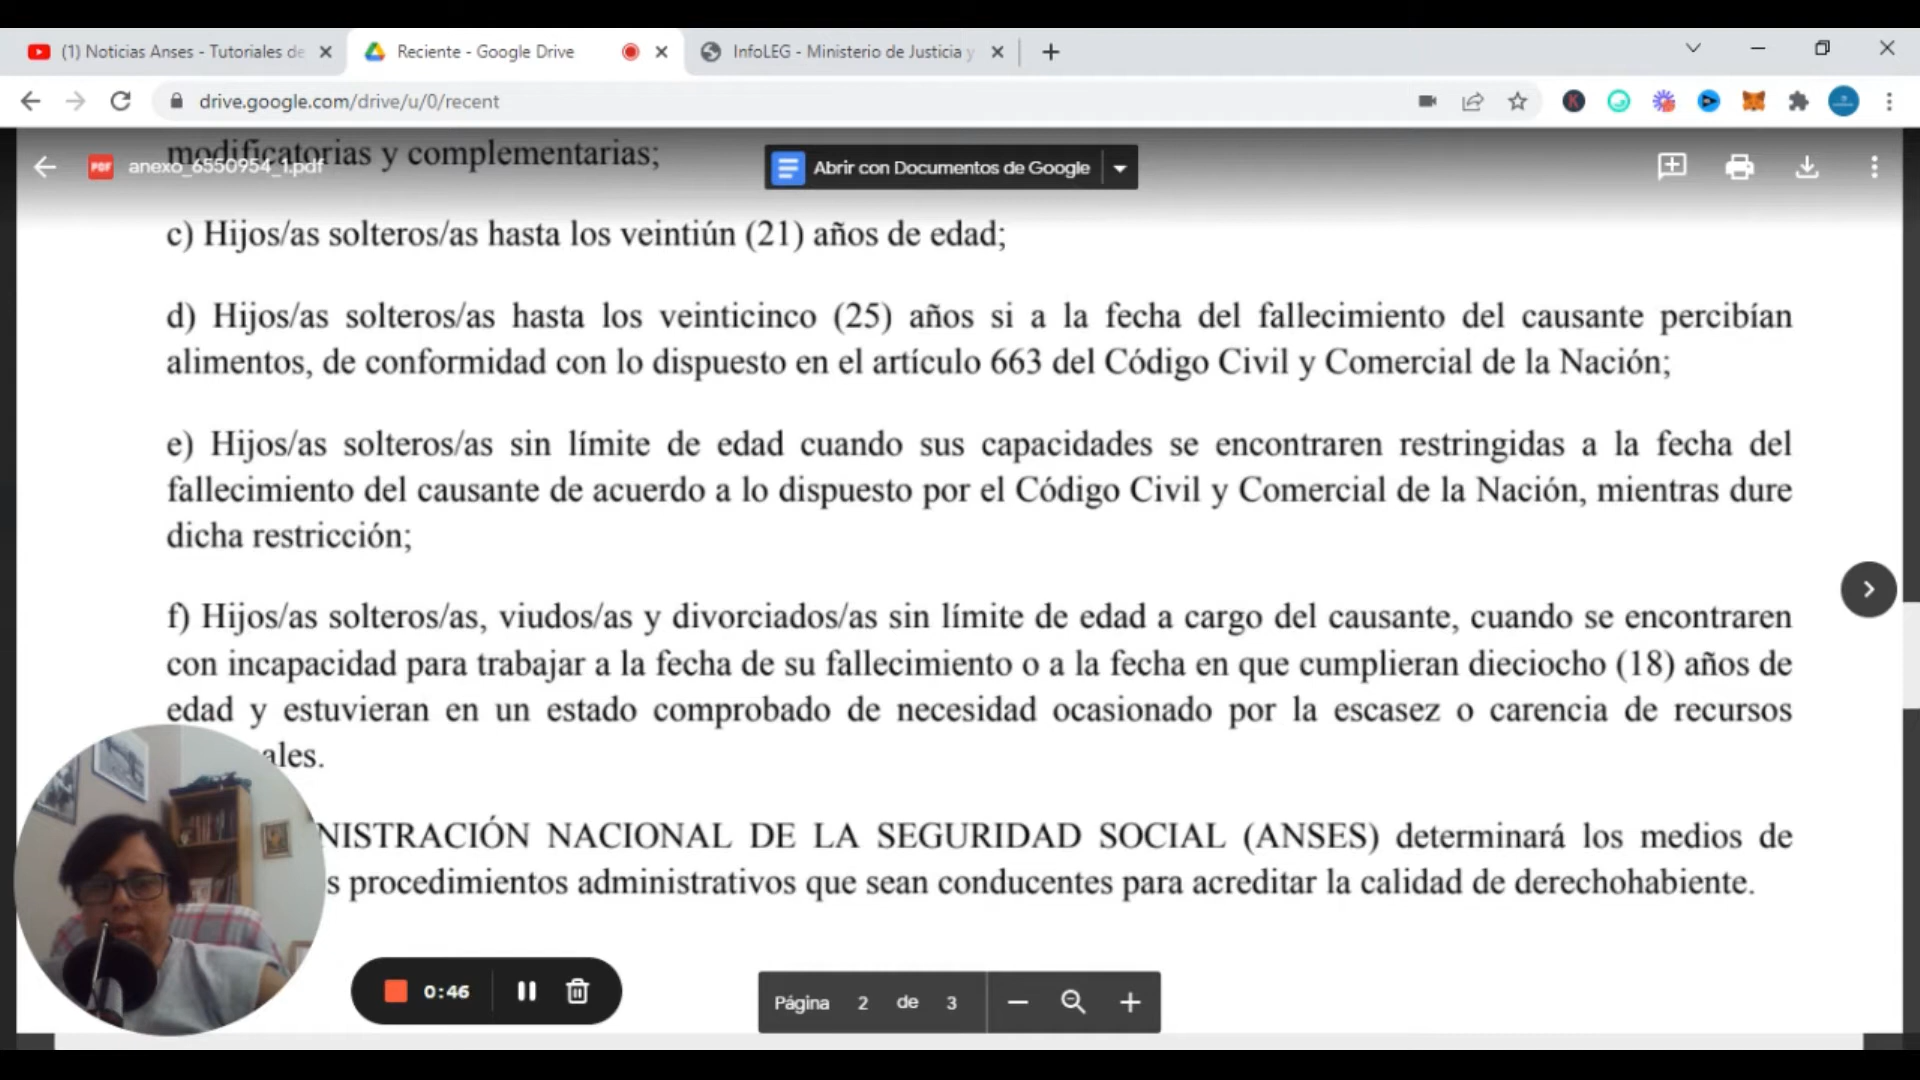 (1) Noticias Anses - Tutoriales de
Reciente - Google Drive
InfoLEG - Ministerio de Justicia y
drive.google.com/drive/u/0/recent
modificatorias y complementarias;
anexo_6550954_1.pdf
Abrir con Documentos de Google
c) Hijos/as solteros/as hasta los veintiún (21) años de edad;
d) Hijos/as solteros/as hasta los veinticinco (25) años si a la fecha del fallecimiento del causante percibían
alimentos, de conformidad con lo dispuesto en el artículo 663 del Código Civil y Comercial de la Nación;
e) Hijos/as solteros/as sin límite de edad cuando sus capacidades se encontraren restringidas a la fecha del
fallecimiento del causante de acuerdo a lo dispuesto por el Código Civil y Comercial de la Nación, mientras dure
dicha restricción;
f) Hijos/as solteros/as, viudos/as y divorciados/as sin límite de edad a cargo del causante, cuando se encontraren
con incapacidad para trabajar a la fecha de su fallecimiento o a la fecha en que cumplieran dieciocho (18) años de
edad y estuvieran en un estado comprobado de necesidad ocasionado por la escasez o carencia de recursos
ales.
NISTRACIÓN NACIONAL DE LA SEGURIDAD SOCIAL (ANSES) determinará los medios de
s procedimientos administrativos que sean conducentes para acreditar la calidad de derechohabiente.
0:46
Página 2 de 3